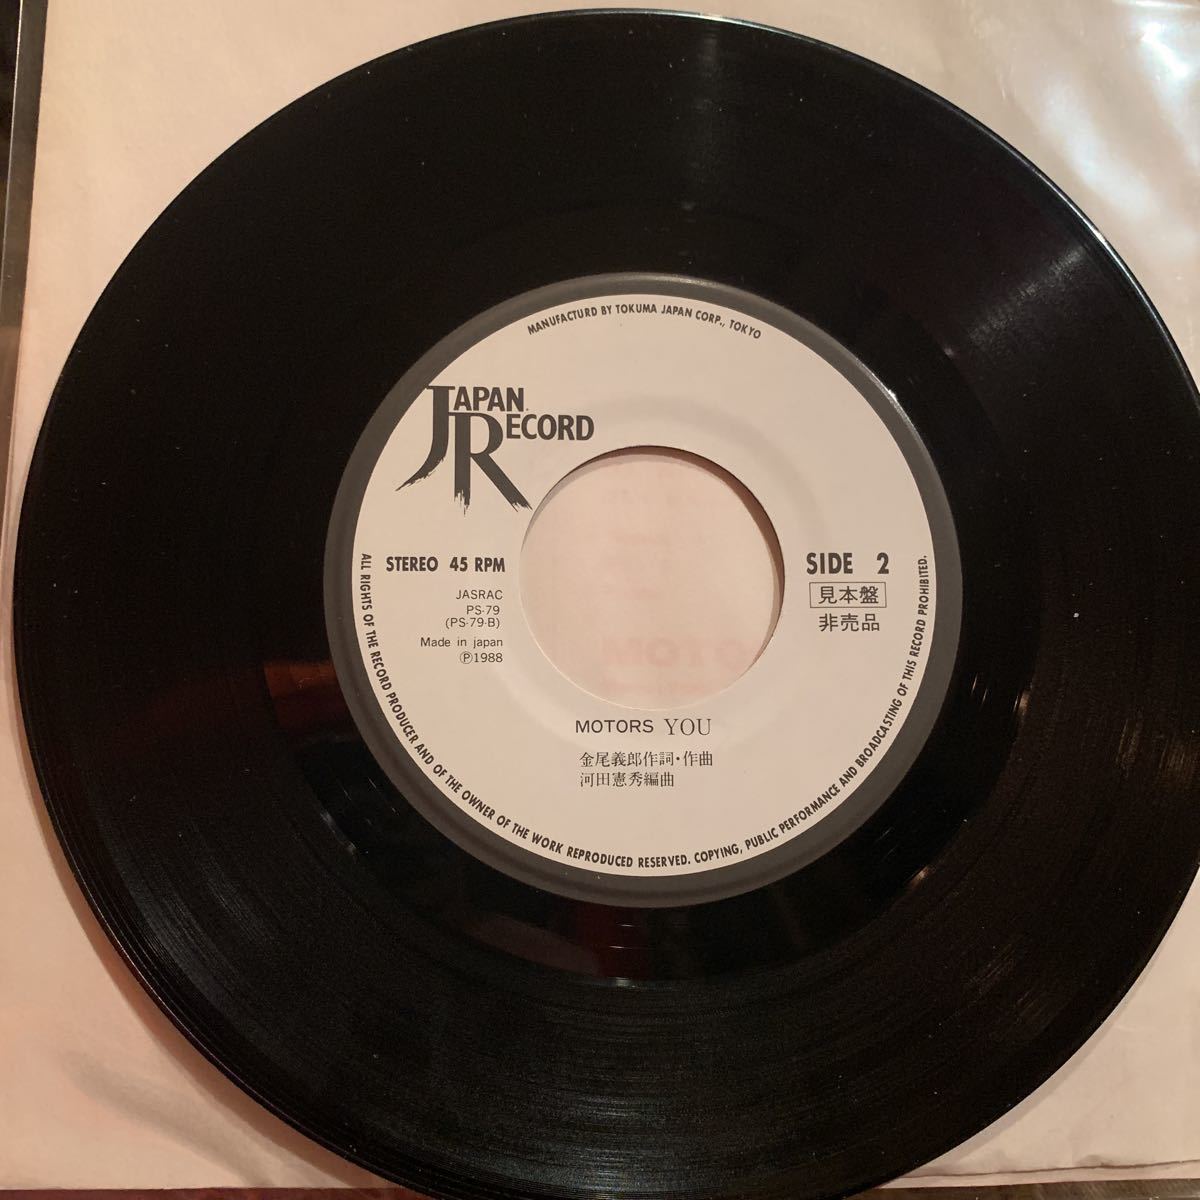 MANUFACTURD BY TOKUMA JAPAN CORP., TOKYO
JAPAN
RECORD
STEREO 45 RPM
JASRAC
PS-79
(PS-79-B)
Made in japan
Ⓟ1988
SIDE 2
見本盤
非売品
MOTORS YOU
金尾義郎作詞・作曲
河田憲秀編曲
ALL RIGHTS OF THE RECORD PRODUCER AND OF THE OWNER OF THE WORK REPRODUCED RESERVED. COPYING, PUBLIC PERFORMANCE AND BROADCASTING OF THIS RECORD PROHIBITED.